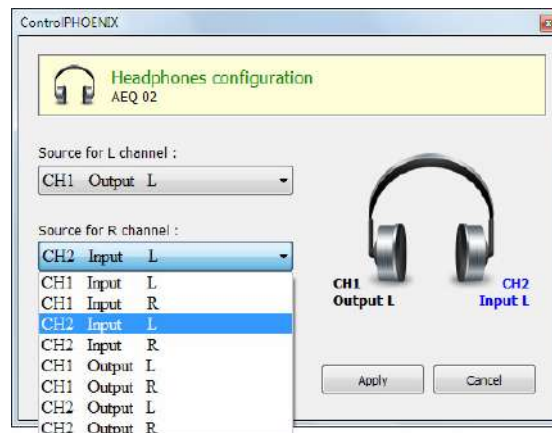 ControlPHOENIX
Headphones configuration
AEQ 02
Source for L channel :
CH1 Output L
Source for R channel :
CH2 Input L
CH1 Input L
CH1 Input R
CH2 Input L
CH2 Input R
CH1 Output L
CH1 Output R
CH2 Output L
CH2 Output R
CH1
Output L
CH2
Input L
Apply
Cancel